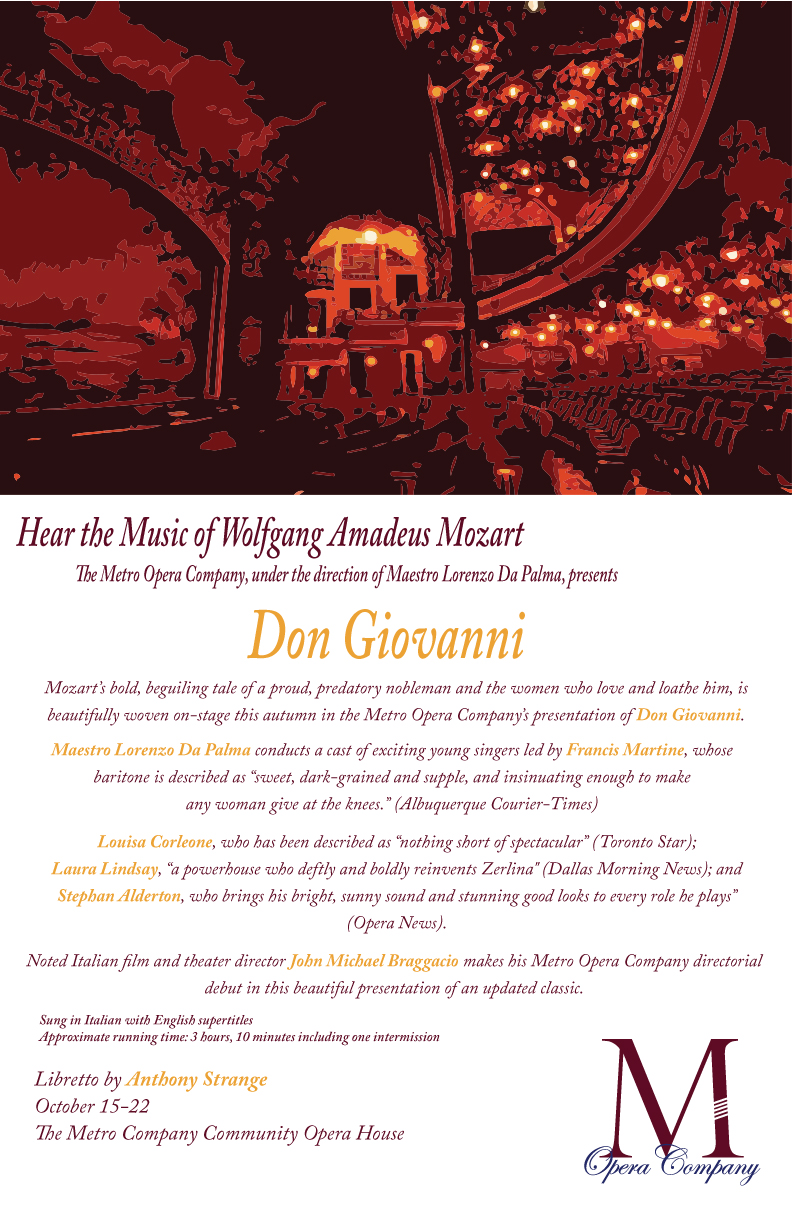 Hear the Music of Wolfgang Amadeus Mozart
The Metro Opera Company, under the direction of Maestro Lorenzo Da Palma, presents
Don Giovanni
Mozart's bold, beguiling tale of a proud, predatory nobleman and the women who love and loathe him, is
beautifully woven on-stage this autumn in the Metro Opera Company's presentation of Don Giovanni.
Maestro Lorenzo Da Palma conducts a cast of exciting young singers led by Francis Martine, whose
baritone is described as “sweet, dark-grained and supple, and insinuating enough to make
any woman give at the knees.” (Albuquerque Courier-Times)
Louisa Corleone, who has been described as “nothing short of spectacular” (Toronto Star);
Laura Lindsay, “a powerhouse who deftly and boldly reinvents Zerlina" (Dallas Morning News); and
Stephan Alderton, who brings his bright, sunny sound and stunning good looks to every role he plays”
(Opera News).
Noted Italian film and theater director John Michael Braggacio makes his Metro Opera Company directorial
debut in this beautiful presentation of an updated classic.
Sung in Italian with English supertitles
Approximate running time: 3 hours, 10 minutes including one intermission
Libretto by Anthony Strange
October 15-22
The Metro Company Community Opera House
M
Opera Company